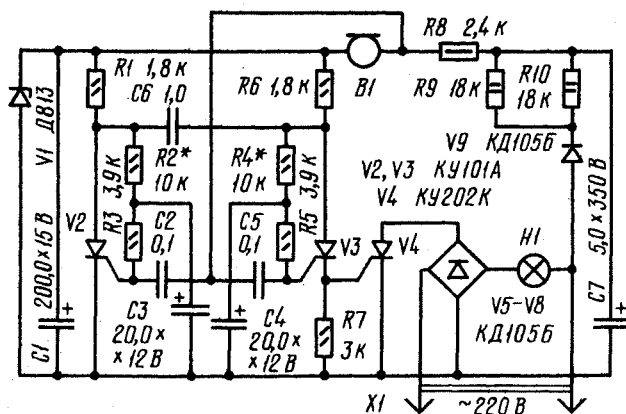 R8 2,4 к
R1 1,8 к
C6 1,0
R6 1,8 к
B1
R9 18 к
R10
18 к
V1 Д813
R2*
10 к
R4*
10 к
3,9 к
3,9 к
V9 КД105Б
V2, V3 КУ101А
V4 КУ202К
C1 200,0×15 В
V2
R3
C2
0,1
C5
0,1
R5
V3
V4
H1
C7 5,0×350 В
+
+
+
+
C3
20,0×
×12 В
C4
20,0×
×12 В
R7
3 к
V5-V8
КД105Б
X1
~220 В